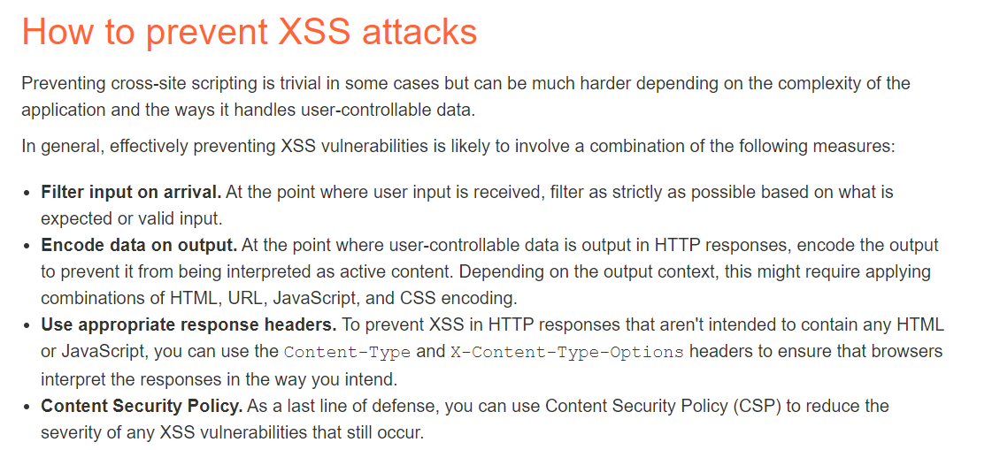 How to prevent XSS attacks
Preventing cross-site scripting is trivial in some cases but can be much harder depending on the complexity of the
application and the ways it handles user-controllable data.
In general, effectively preventing XSS vulnerabilities is likely to involve a combination of the following measures:
• Filter input on arrival. At the point where user input is received, filter as strictly as possible based on what is
expected or valid input.
• Encode data on output. At the point where user-controllable data is output in HTTP responses, encode the output
to prevent it from being interpreted as active content. Depending on the output context, this might require applying
combinations of HTML, URL, JavaScript, and CSS encoding.
• Use appropriate response headers. To prevent XSS in HTTP responses that aren't intended to contain any HTML
or JavaScript, you can use the Content-Type and X-Content-Type-Options headers to ensure that browsers
interpret the responses in the way you intend.
• Content Security Policy. As a last line of defense, you can use Content Security Policy (CSP) to reduce the
severity of any XSS vulnerabilities that still occur.